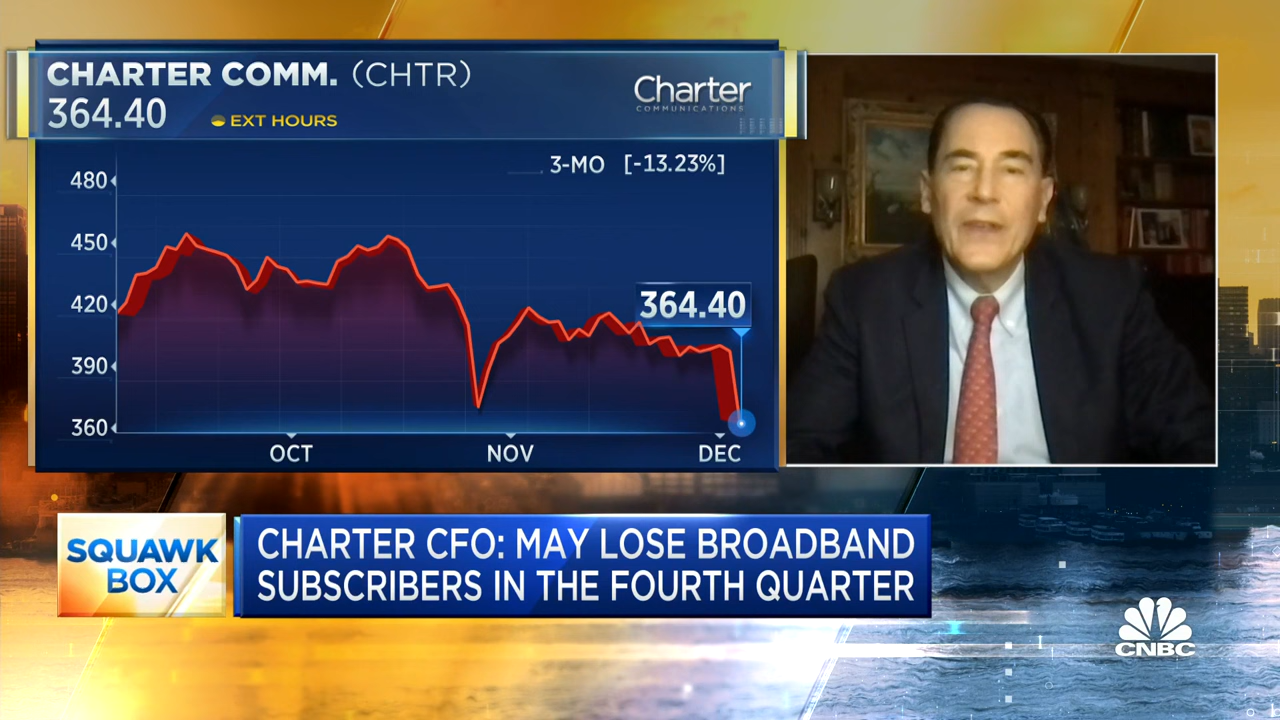 CHARTER COMM. (CHTR)
364.40
EXT HOURS
Charter
COMMUNICATIONS
3-MO [-13.23%]
480
450
420
390
360
364.40
OCT
NOV
DEC
SQUAWK
BOX
CHARTER CFO: MAY LOSE BROADBAND
SUBSCRIBERS IN THE FOURTH QUARTER
CNBC